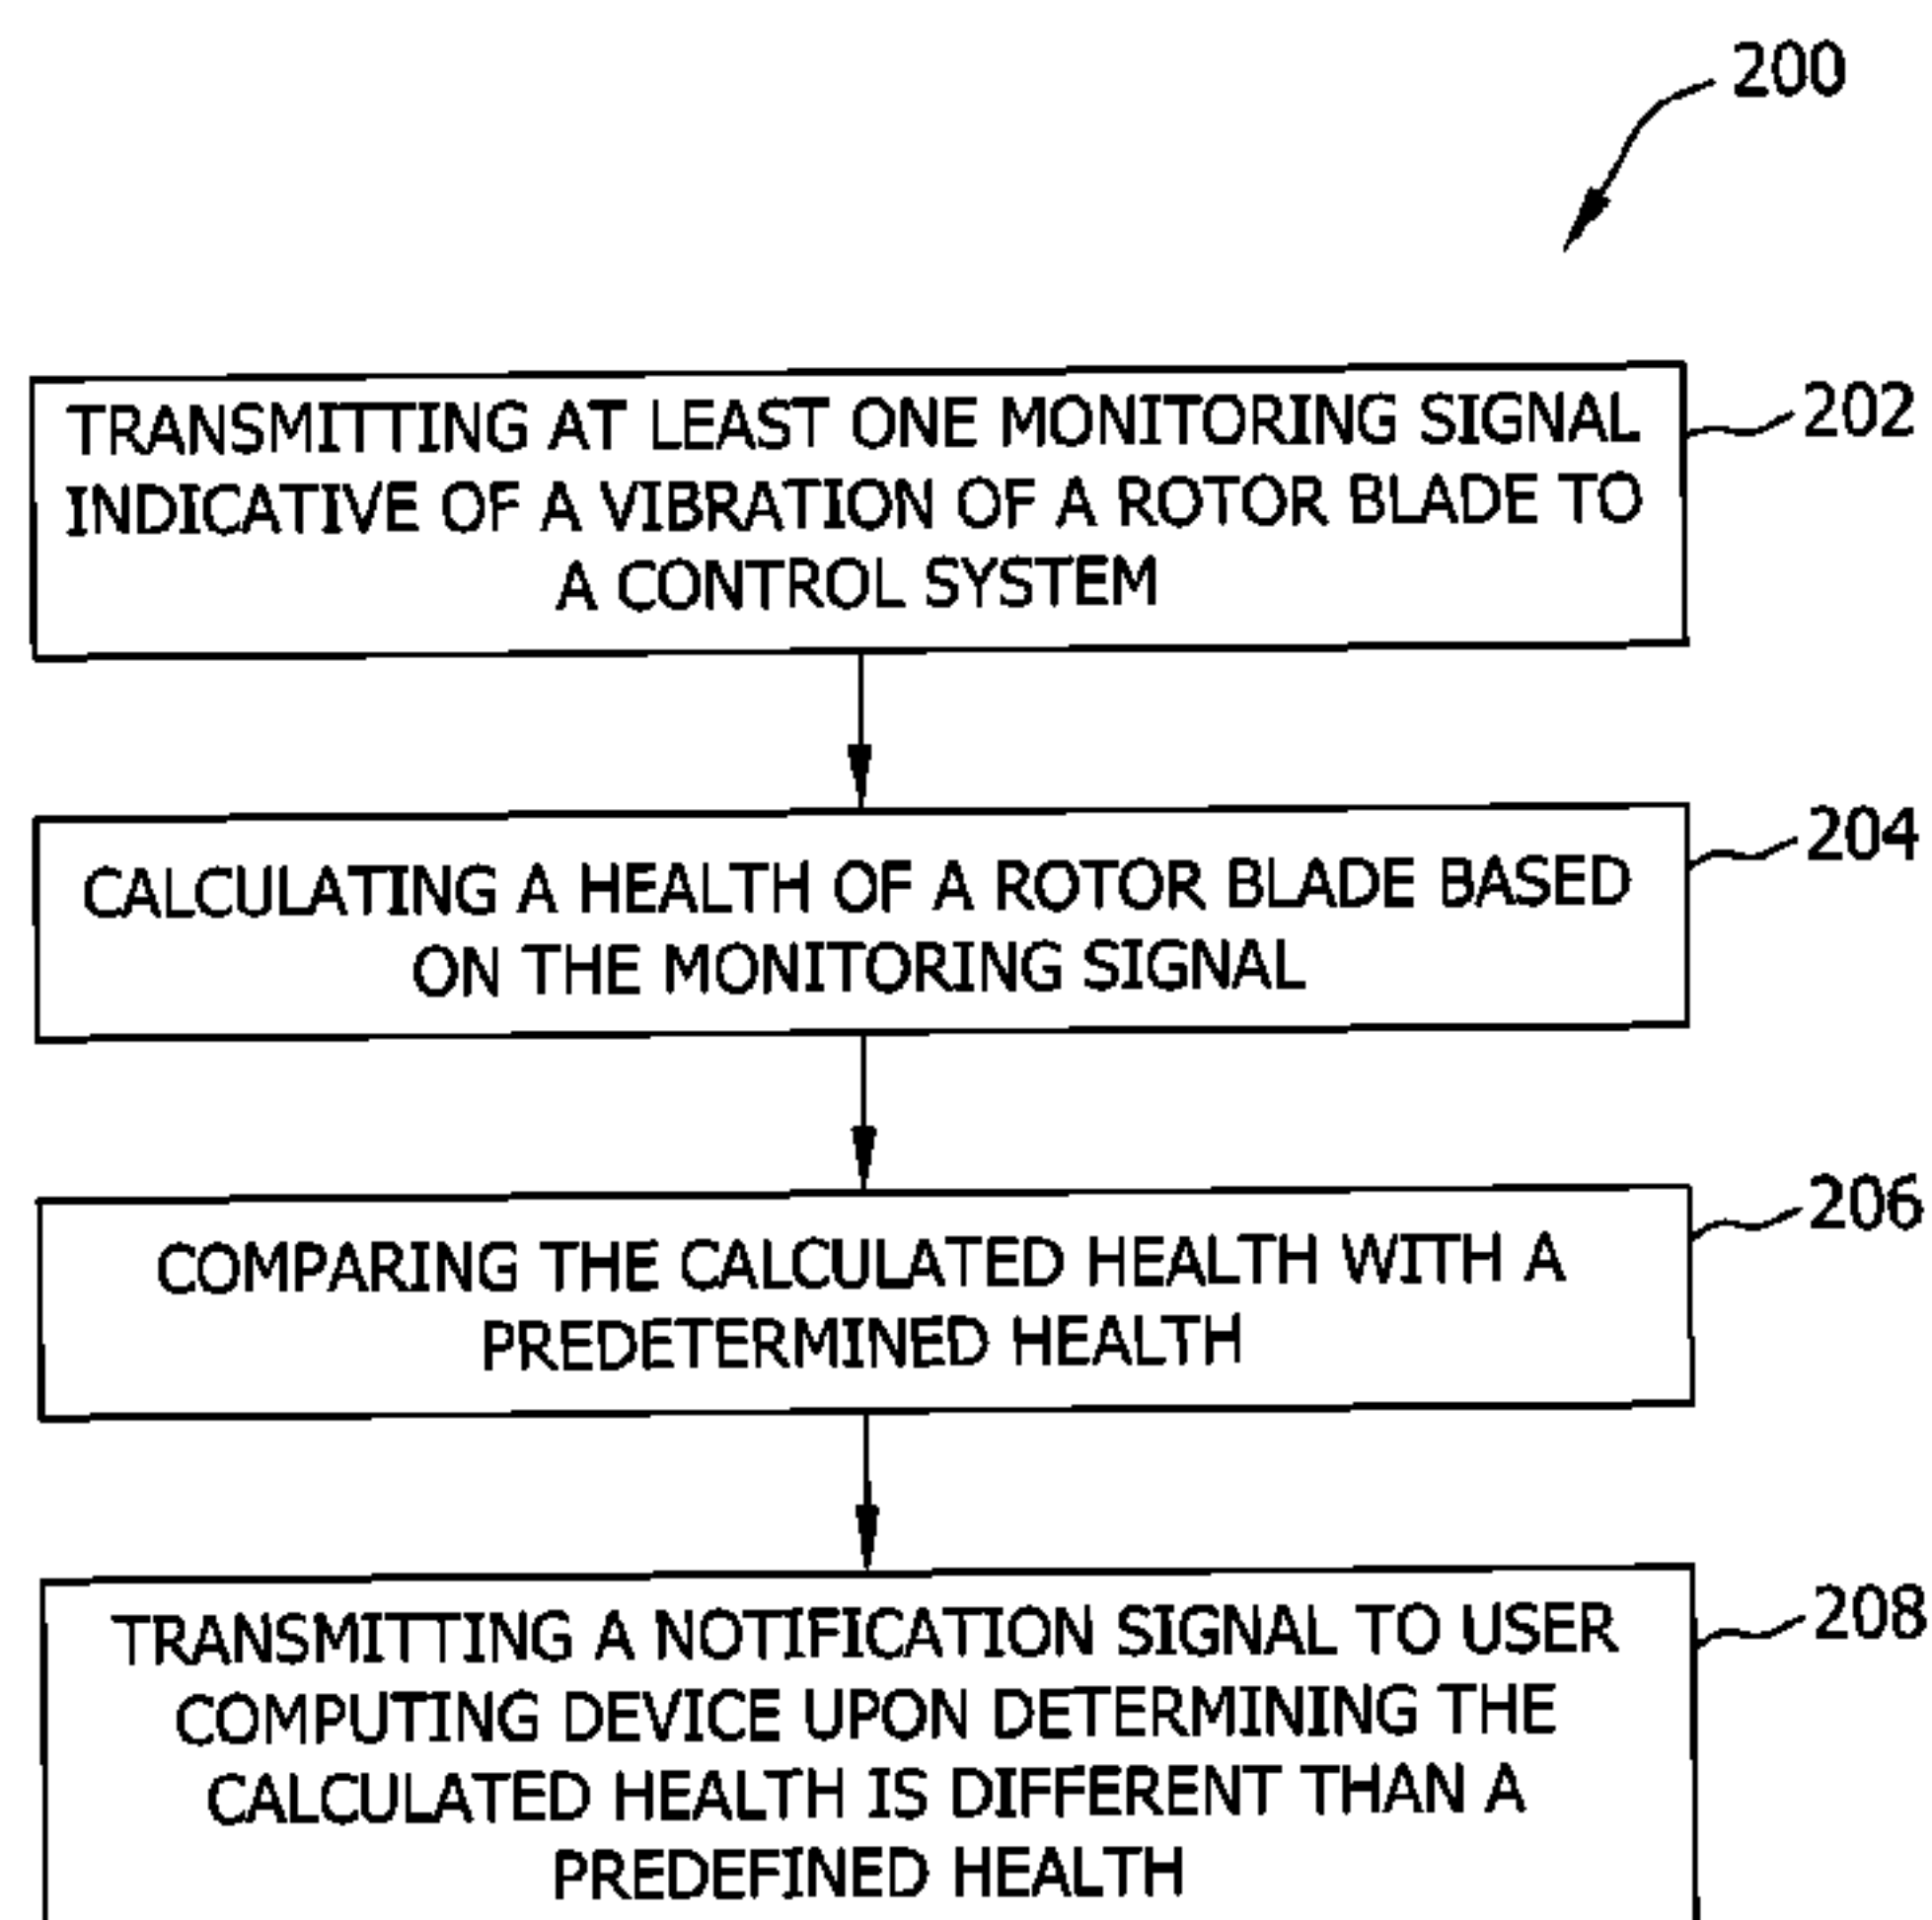 200
TRANSMITTING AT LEAST ONE MONITORING SIGNAL
INDICATIVE OF A VIBRATION OF A ROTOR BLADE TO
A CONTROL SYSTEM
202
CALCULATING A HEALTH OF A ROTOR BLADE BASED
ON THE MONITORING SIGNAL
204
COMPARING THE CALCULATED HEALTH WITH A
PREDETERMINED HEALTH
206
TRANSMITTING A NOTIFICATION SIGNAL TO USER
COMPUTING DEVICE UPON DETERMINING THE
CALCULATED HEALTH IS DIFFERENT THAN A
PREDEFINED HEALTH
208